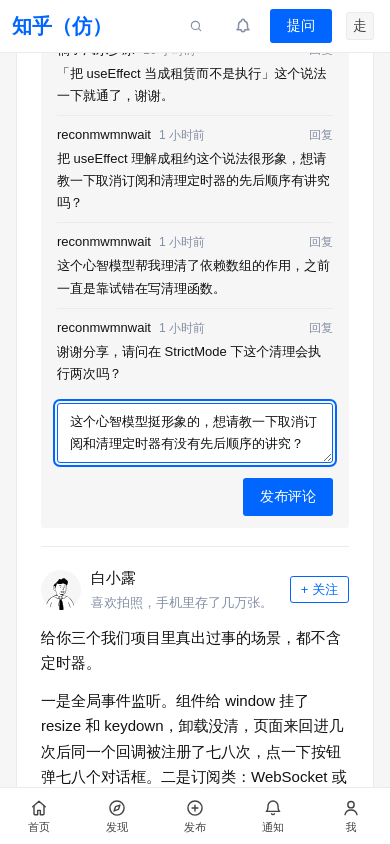 知乎（仿）
提问
走
「把 useEffect 当成租赁而不是执行」这个说法
一下就通了，谢谢。
reconmwmnwait 1 小时前 回复
把 useEffect 理解成租约这个说法很形象，想请
教一下取消订阅和清理定时器的先后顺序有讲究
吗？
reconmwmnwait 1 小时前 回复
这个心智模型帮我理清了依赖数组的作用，之前
一直是靠试错在写清理函数。
reconmwmnwait 1 小时前 回复
谢谢分享，请问在 StrictMode 下这个清理会执
行两次吗？
这个心智模型挺形象的，想请教一下取消订
阅和清理定时器有没有先后顺序的讲究？
发布评论
白小露
+ 关注
喜欢拍照，手机里存了几万张。
给你三个我们项目里真出过事的场景，都不含
定时器。
一是全局事件监听。组件给 window 挂了
resize 和 keydown，卸载没清，页面来回进几
次后同一个回调被注册了七八次，点一下按钮
弹七八个对话框。二是订阅类：WebSocket 或
首页
发现
发布
通知
我